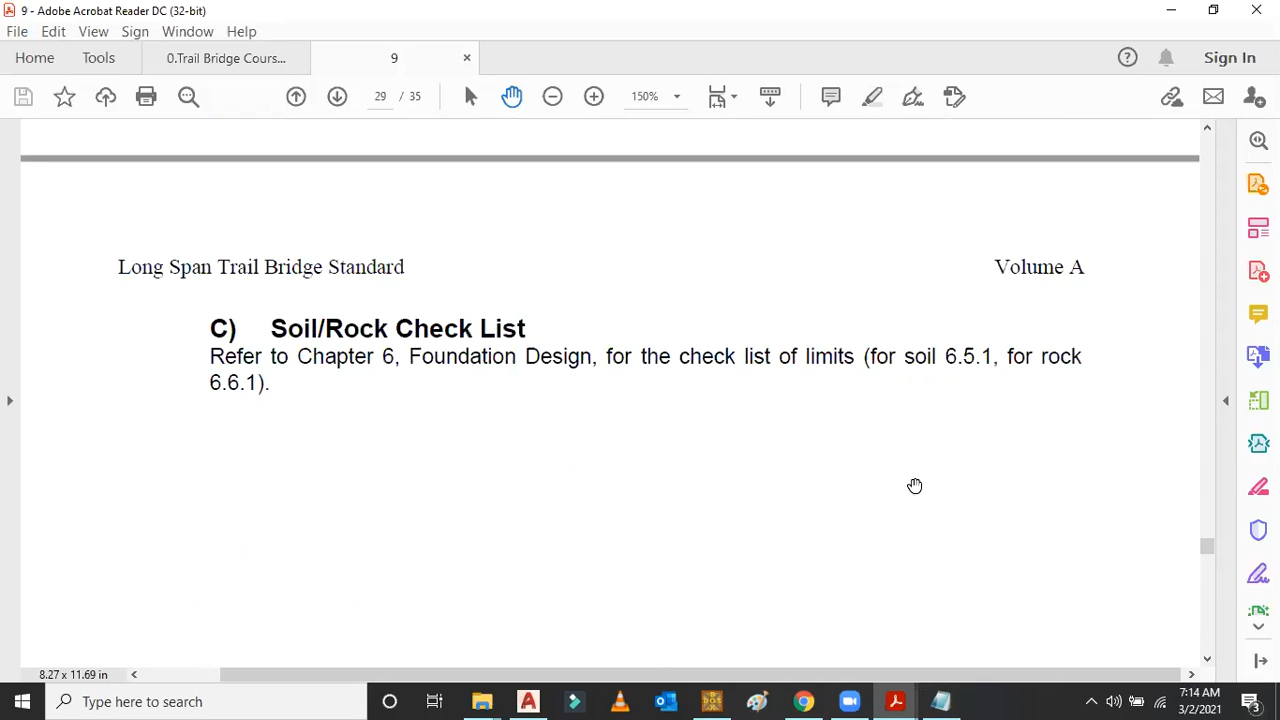 9 - Adobe Acrobat Reader DC (32-bit)
File Edit View Sign Window Help
Home Tools 0.Trail Bridge Cours... 9 Sign In
29 / 35 150%
Long Span Trail Bridge Standard Volume A
C) Soil/Rock Check List
Refer to Chapter 6, Foundation Design, for the check list of limits (for soil 6.5.1, for rock
6.6.1).
8.27 x 11.69 in
Type here to search
7:14 AM
3/2/2021
3